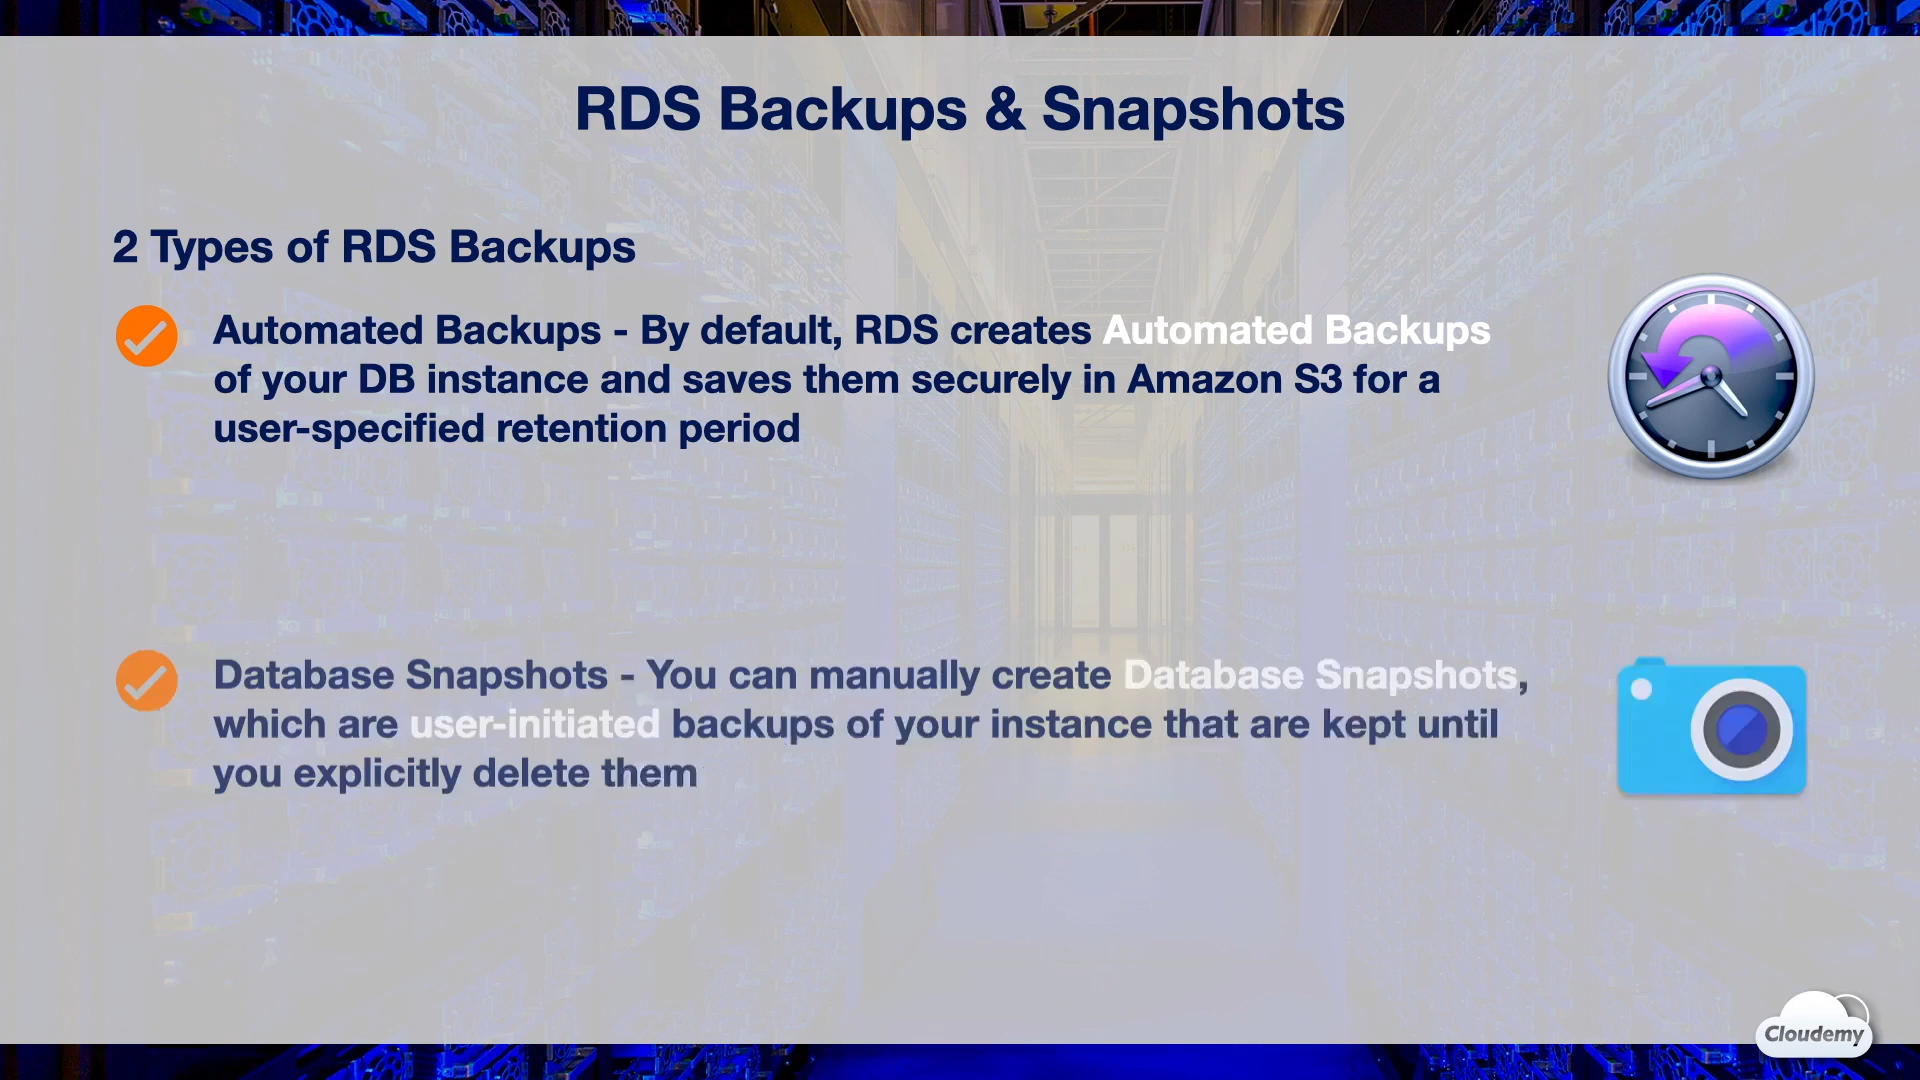 RDS Backups & Snapshots
2 Types of RDS Backups
Automated Backups - By default, RDS creates Automated Backups
of your DB instance and saves them securely in Amazon S3 for a
user-specified retention period
Database Snapshots - You can manually create Database Snapshots,
which are user-initiated backups of your instance that are kept until
you explicitly delete them
Cloudemy